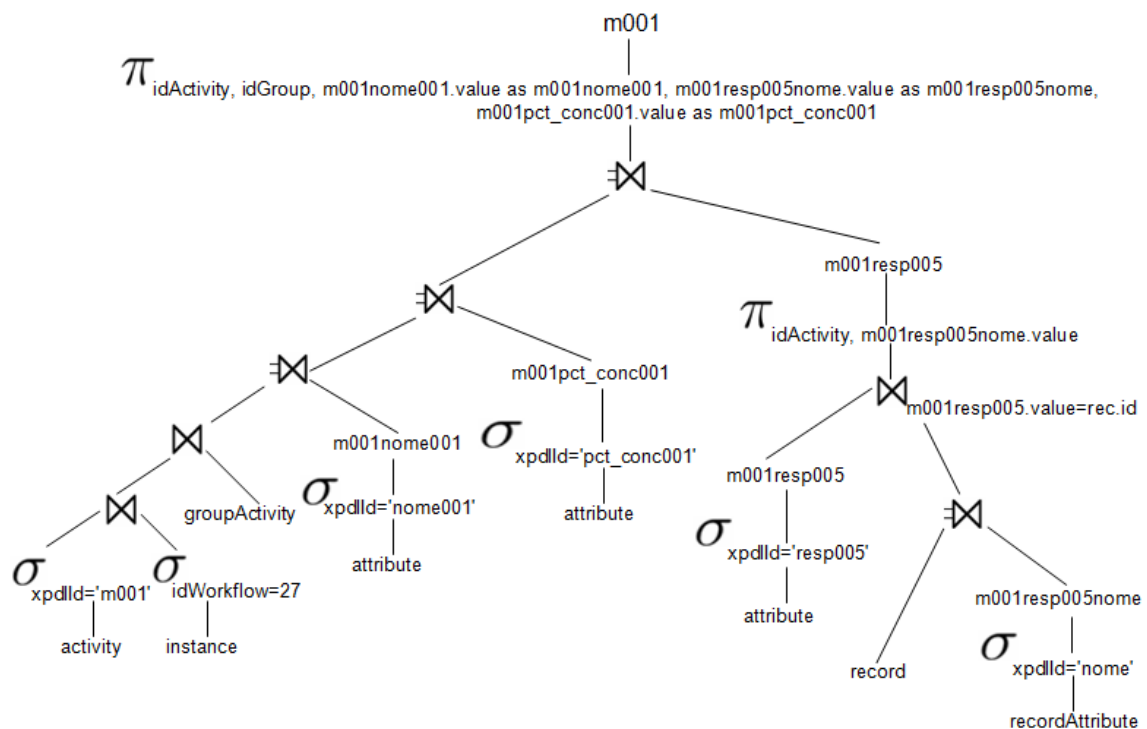 m001
π idActivity, idGroup, m001nome001.value as m001nome001, m001resp005nome.value as m001resp005nome,
m001pct_conc001.value as m001pct_conc001
m001resp005
π idActivity, m001resp005nome.value
m001pct_conc001
m001resp005.value=rec.id
σ xpdlId='pct_conc001'
m001nome001
m001resp005
groupActivity
σ xpdlId='nome001'
attribute
σ xpdlId='resp005'
attribute
σ xpdlId='m001'
σ idWorkflow=27
m001resp005nome
attribute
activity
instance
record
σ xpdlId='nome'
recordAttribute